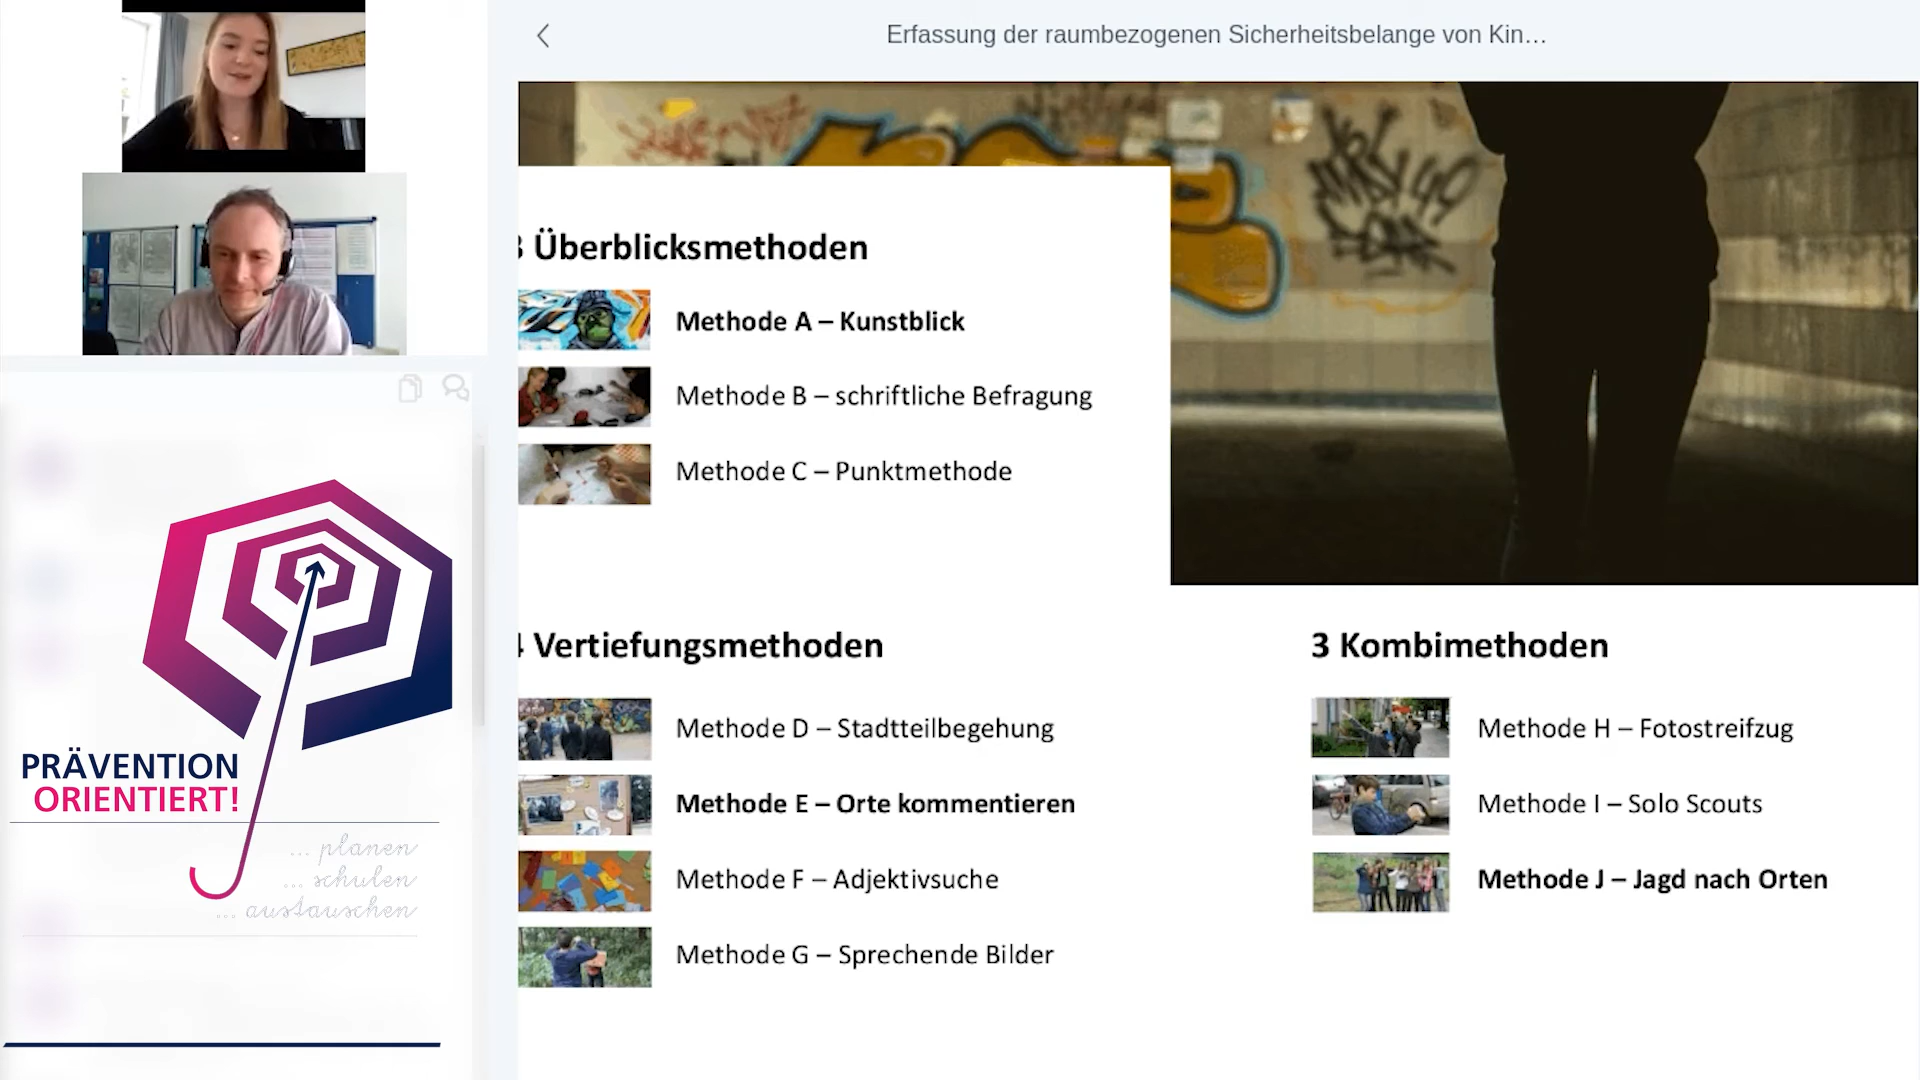 Erfassung der raumbezogenen Sicherheitsbelange von Kin…
3 Überblicksmethoden
Methode A – Kunstblick
Methode B – schriftliche Befragung
Methode C – Punktmethode
4 Vertiefungsmethoden
Methode D – Stadtteilbegehung
Methode E – Orte kommentieren
Methode F – Adjektivsuche
Methode G – Sprechende Bilder
3 Kombimethoden
Methode H – Fotostreifzug
Methode I – Solo Scouts
Methode J – Jagd nach Orten
PRÄVENTION
ORIENTIERT!
... planen
... schulen
... austauschen